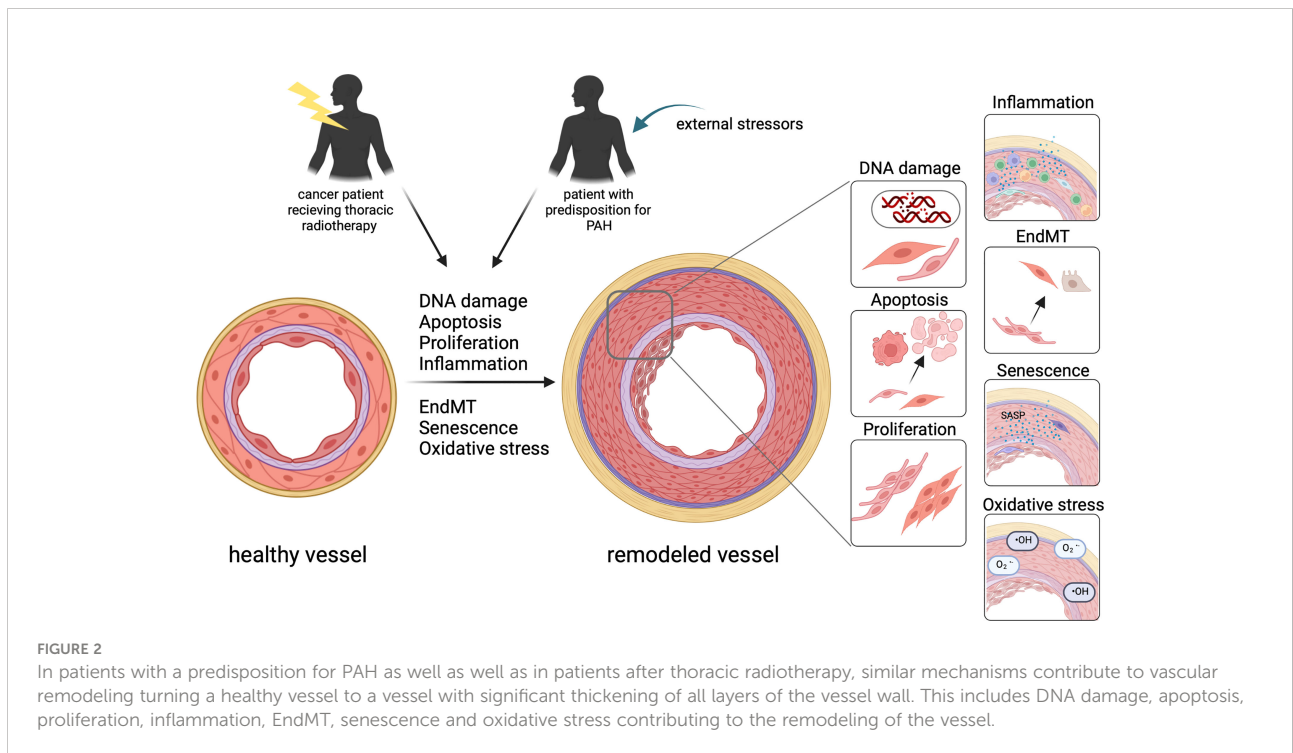 cancer patient
recieving thoracic
radiotherapy
patient with
predisposition for
PAH
external stressors
DNA damage
Apoptosis
Proliferation
Inflammation
EndMT
Senescence
Oxidative stress
healthy vessel
remodeled vessel
DNA damage
Apoptosis
Proliferation
Inflammation
EndMT
Senescence
SASP
Oxidative stress
•OH
O₂•-
O₂•-
•OH
FIGURE 2
In patients with a predisposition for PAH as well as well as in patients after thoracic radiotherapy, similar mechanisms contribute to vascular
remodeling turning a healthy vessel to a vessel with significant thickening of all layers of the vessel wall. This includes DNA damage, apoptosis,
proliferation, inflammation, EndMT, senescence and oxidative stress contributing to the remodeling of the vessel.